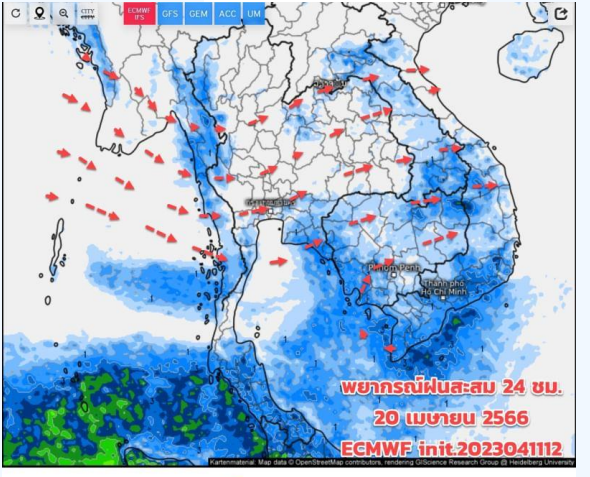 CITY
ECMWF
IFS
GFS
GEM
ACC
UM
Phnom Penh
Thành phố
Hồ Chí Minh
พยากรณ์ฝนสะสม 24 ชม.
20 เมษายน 2566
ECMWF init.2023041112
Kartenmaterial: Map data © OpenStreetMap contributors, rendering GIScience Research Group @ Heidelberg University